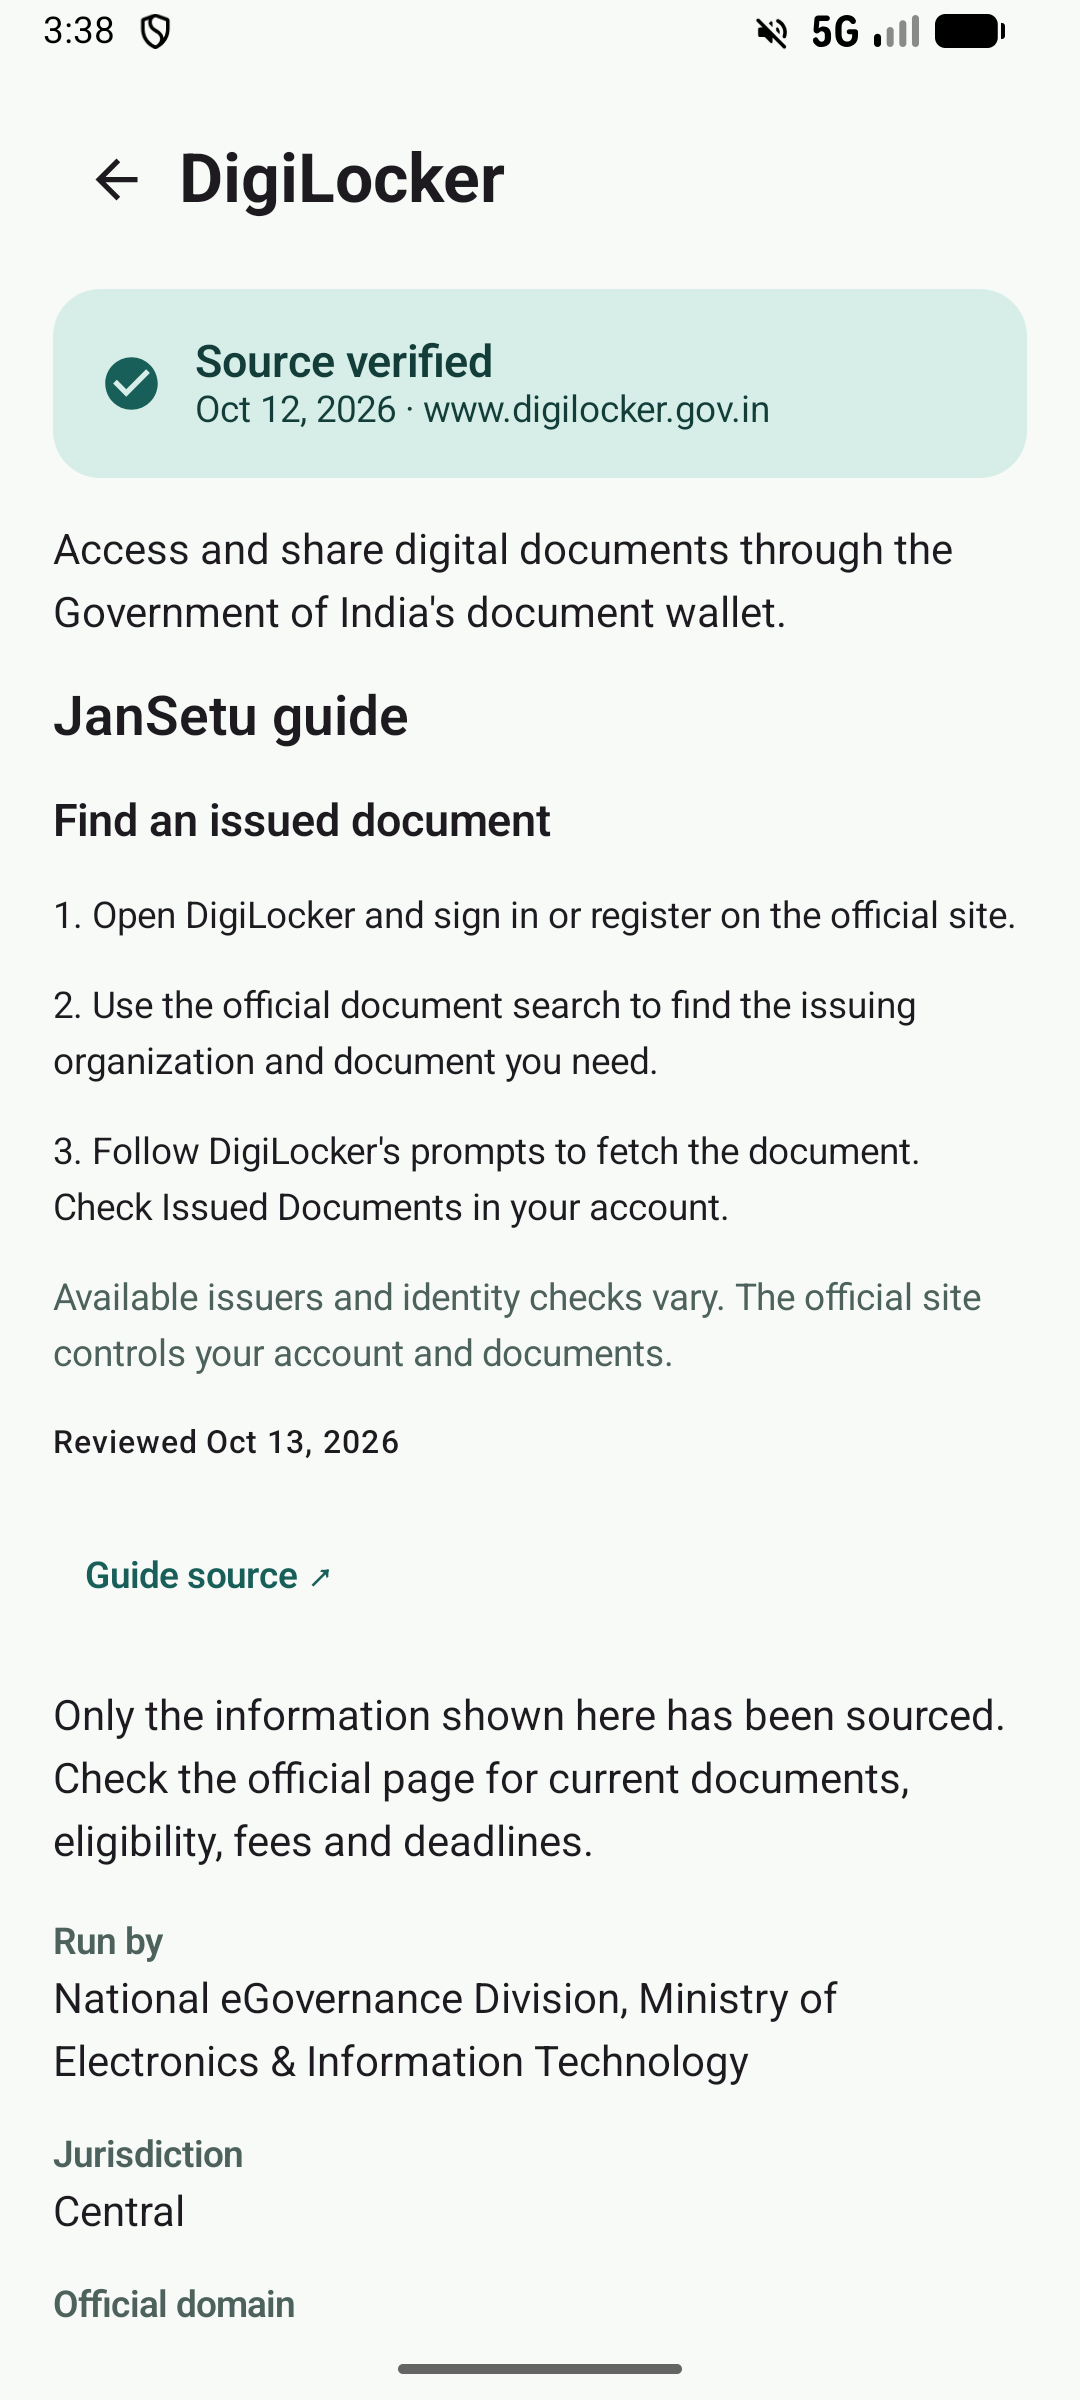 3:38
5G
DigiLocker
Source verified
Oct 12, 2026 · www.digilocker.gov.in
Access and share digital documents through the
Government of India's document wallet.
JanSetu guide
Find an issued document
1. Open DigiLocker and sign in or register on the official site.
2. Use the official document search to find the issuing
organization and document you need.
3. Follow DigiLocker's prompts to fetch the document.
Check Issued Documents in your account.
Available issuers and identity checks vary. The official site
controls your account and documents.
Reviewed Oct 13, 2026
Guide source ↗
Only the information shown here has been sourced.
Check the official page for current documents,
eligibility, fees and deadlines.
Run by
National eGovernance Division, Ministry of
Electronics & Information Technology
Jurisdiction
Central
Official domain